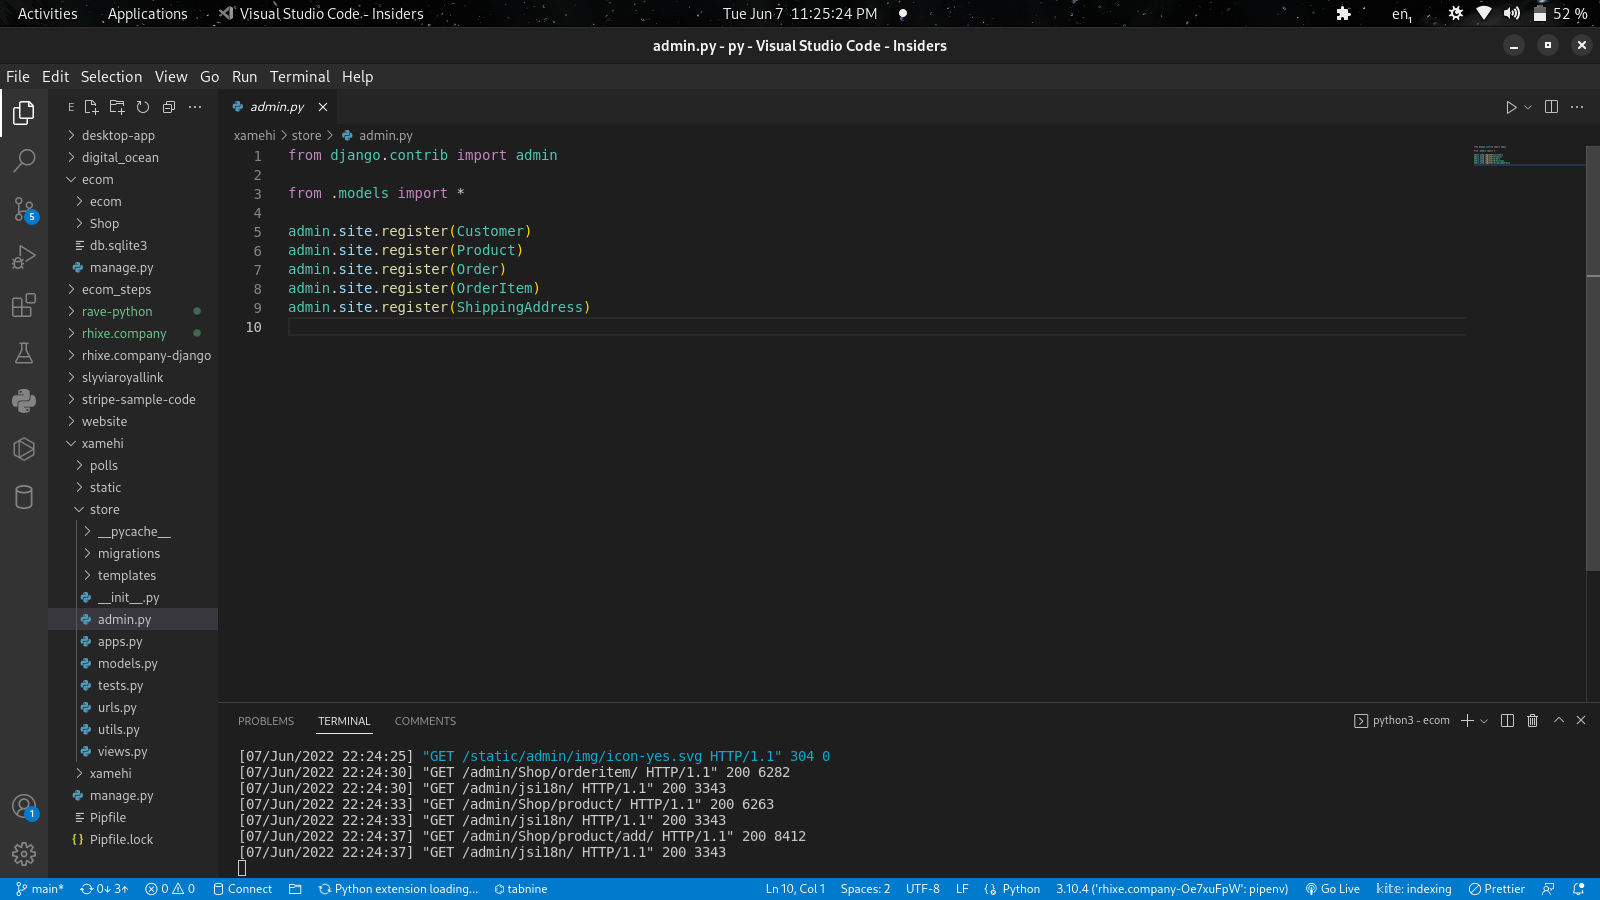 Activities Applications Visual Studio Code - Insiders Tue Jun 7 11:25:24 PM en1 52 %
admin.py - py - Visual Studio Code - Insiders
File Edit Selection View Go Run Terminal Help
E
admin.py
xamehi > store > admin.py
desktop-app
digital_ocean
ecom
ecom
Shop
db.sqlite3
manage.py
ecom_steps
rave-python
rhixe.company
rhixe.company-django
slyviaroyallink
stripe-sample-code
website
xamehi
polls
static
store
__pycache__
migrations
templates
__init__.py
admin.py
apps.py
models.py
tests.py
urls.py
utils.py
views.py
xamehi
manage.py
Pipfile
{} Pipfile.lock
5
1
1 from django.contrib import admin
2
3 from .models import *
4
5 admin.site.register(Customer)
6 admin.site.register(Product)
7 admin.site.register(Order)
8 admin.site.register(OrderItem)
9 admin.site.register(ShippingAddress)
10
PROBLEMS TERMINAL COMMENTS python3 - ecom
[07/Jun/2022 22:24:25] "GET /static/admin/img/icon-yes.svg HTTP/1.1" 304 0
[07/Jun/2022 22:24:30] "GET /admin/Shop/orderitem/ HTTP/1.1" 200 6282
[07/Jun/2022 22:24:30] "GET /admin/jsi18n/ HTTP/1.1" 200 3343
[07/Jun/2022 22:24:33] "GET /admin/Shop/product/ HTTP/1.1" 200 6263
[07/Jun/2022 22:24:33] "GET /admin/jsi18n/ HTTP/1.1" 200 3343
[07/Jun/2022 22:24:37] "GET /admin/Shop/product/add/ HTTP/1.1" 200 8412
[07/Jun/2022 22:24:37] "GET /admin/jsi18n/ HTTP/1.1" 200 3343
main* 0↓ 3↑ 0 0 Connect Python extension loading... tabnine Ln 10, Col 1 Spaces: 2 UTF-8 LF Python 3.10.4 ('rhixe.company-Oe7xuFpW': pipenv) Go Live kite: indexing Prettier